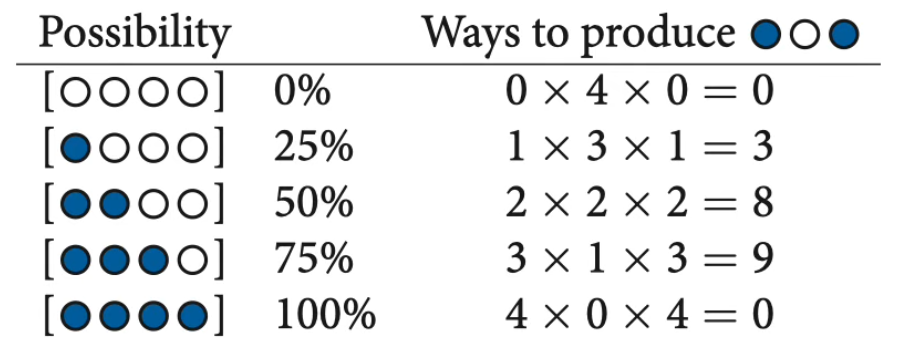 Possibility Ways to produce ●○●
[○○○○] 0% 0 × 4 × 0 = 0
[●○○○] 25% 1 × 3 × 1 = 3
[●●○○] 50% 2 × 2 × 2 = 8
[●●●○] 75% 3 × 1 × 3 = 9
[●●●●] 100% 4 × 0 × 4 = 0